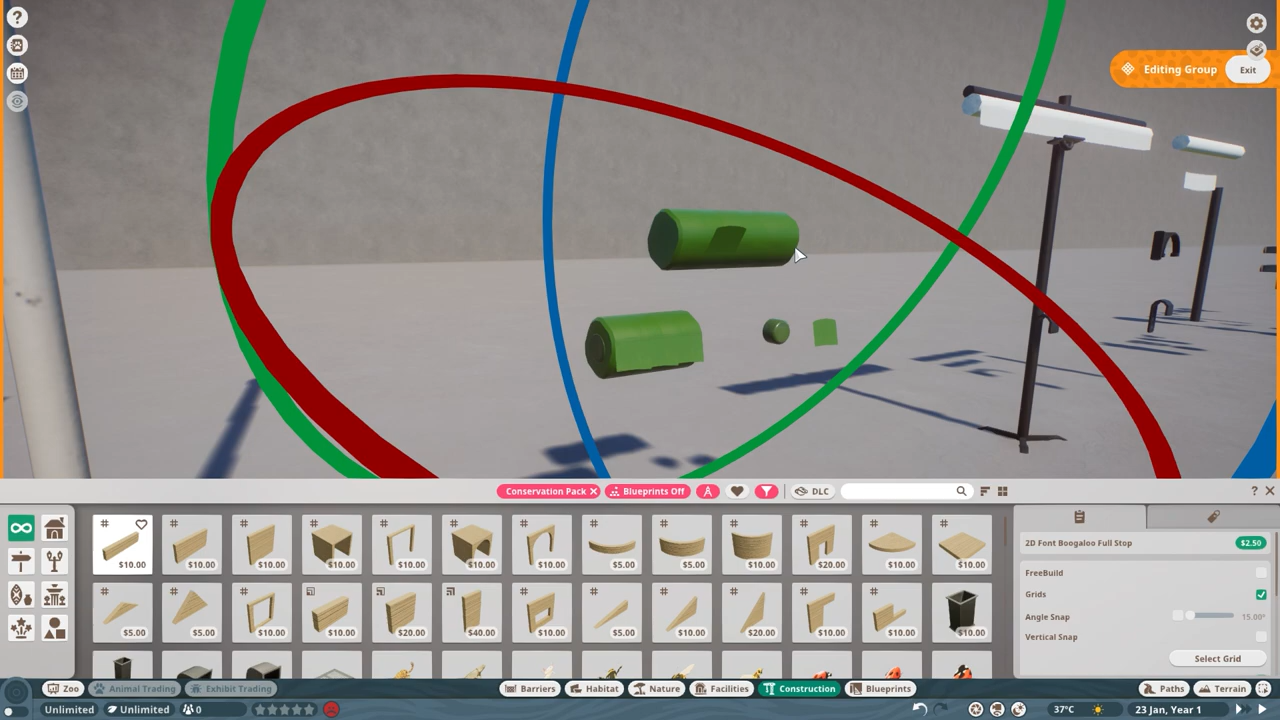 ?
Editing Group Exit
Conservation Pack ✕ Blueprints Off DLC ? ✕
$10.00 $10.00 $10.00 $10.00 $10.00 $10.00 $10.00 $5.00 $5.00 $10.00 $20.00 $10.00 $10.00
$5.00 $5.00 $10.00 $10.00 $20.00 $40.00 $10.00 $5.00 $10.00 $20.00 $10.00 $10.00 $10.00
2D Font Boogaloo Full Stop $2.50
FreeBuild
Grids
Angle Snap 15.00°
Vertical Snap
Select Grid
Zoo Animal Trading Exhibit Trading Barriers Habitat Nature Facilities Construction Blueprints Paths Terrain
Unlimited Unlimited 0 37°C 23 Jan, Year 1